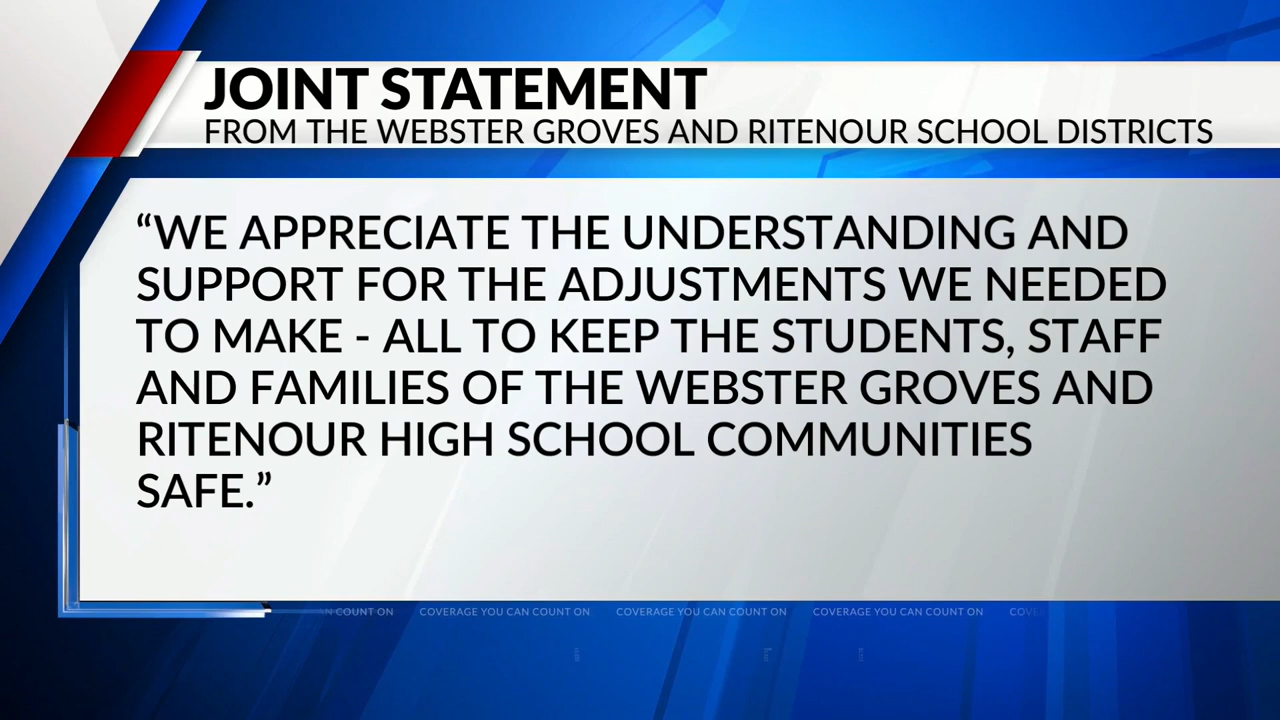 JOINT STATEMENT
FROM THE WEBSTER GROVES AND RITENOUR SCHOOL DISTRICTS
“WE APPRECIATE THE UNDERSTANDING AND
SUPPORT FOR THE ADJUSTMENTS WE NEEDED
TO MAKE - ALL TO KEEP THE STUDENTS, STAFF
AND FAMILIES OF THE WEBSTER GROVES AND
RITENOUR HIGH SCHOOL COMMUNITIES
SAFE.”
COUNT ON COVERAGE YOU CAN COUNT ON COVERAGE YOU CAN COUNT ON COVERAGE YOU CAN COUNT ON